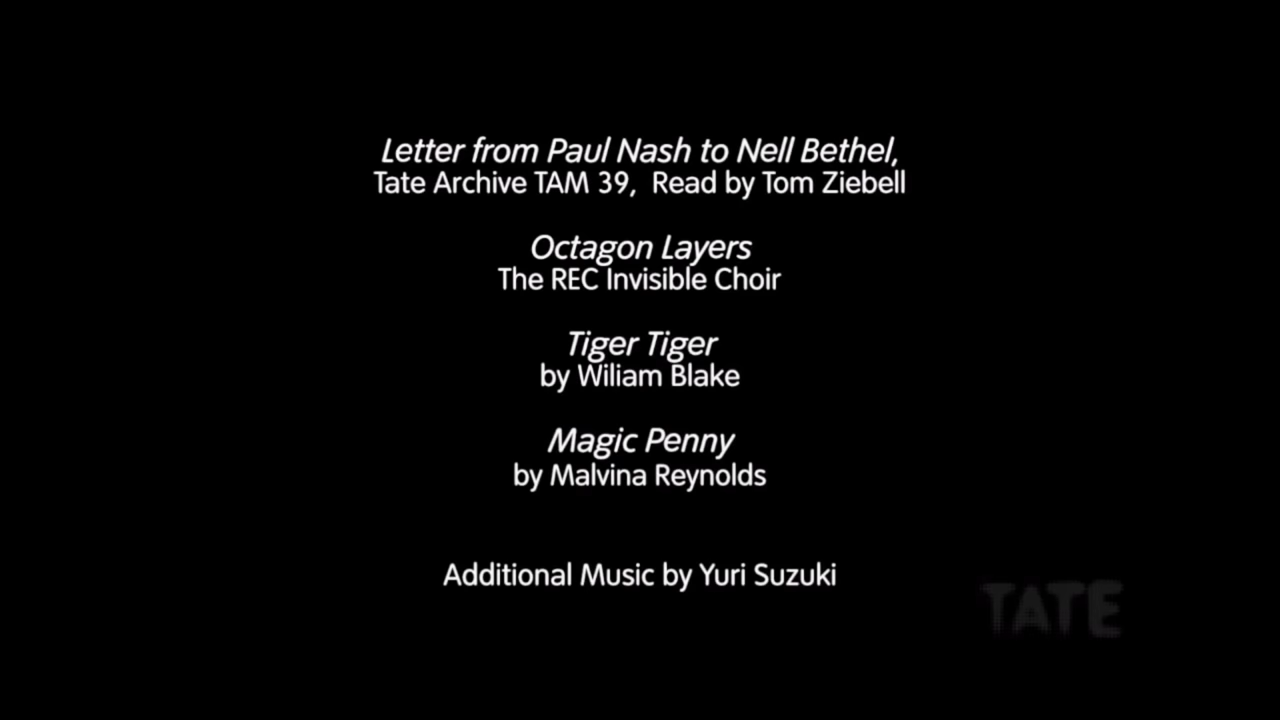 Letter from Paul Nash to Nell Bethel,
Tate Archive TAM 39, Read by Tom Ziebell
Octagon Layers
The REC Invisible Choir
Tiger Tiger
by Wiliam Blake
Magic Penny
by Malvina Reynolds
Additional Music by Yuri Suzuki
TATE